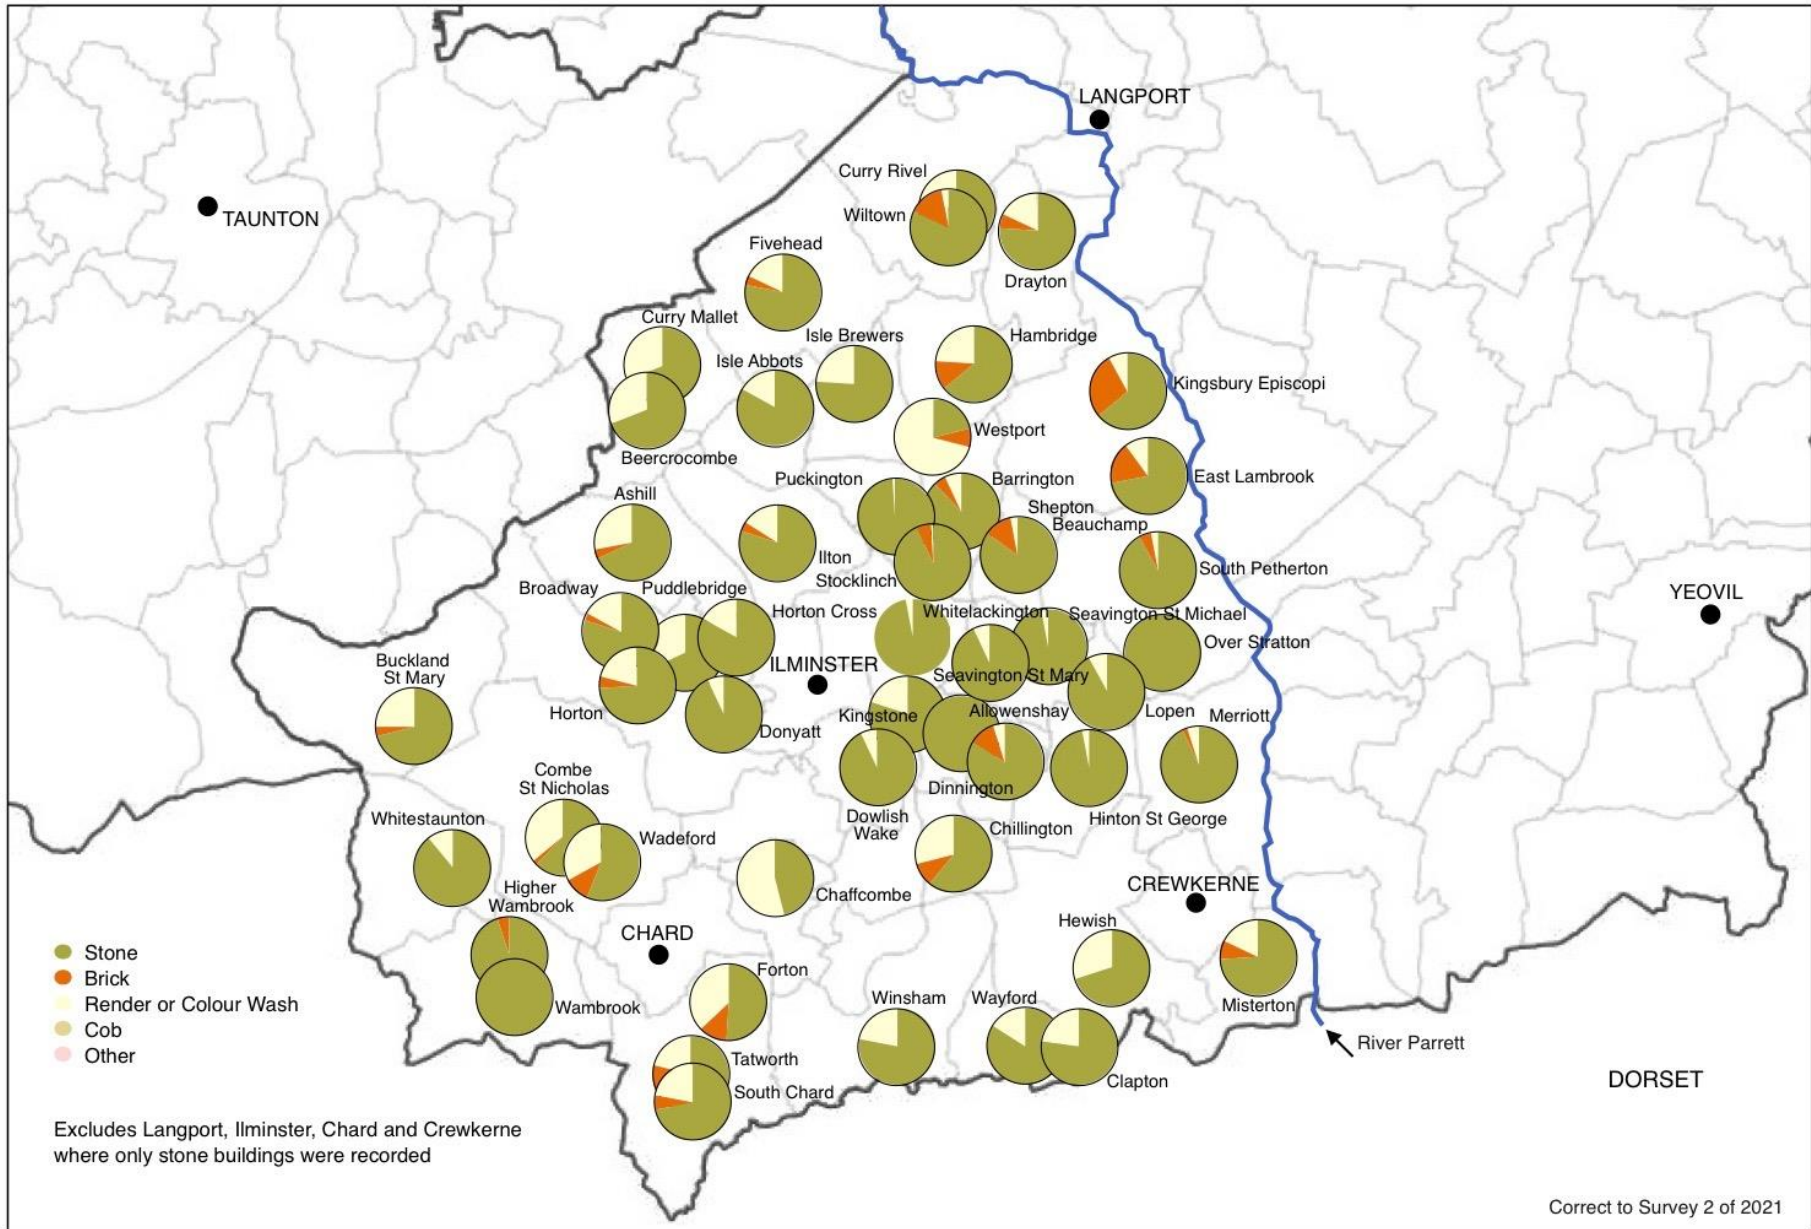 LANGPORT
Curry Rivel
TAUNTON
Wiltown
Fivehead
Drayton
Curry Mallet
Isle Brewers
Hambridge
Isle Abbots
Kingsbury Episcopi
Westport
Beercrocombe
Puckington
Barrington
East Lambrook
Ashill
Shepton
Beauchamp
Ilton
Stocklinch
South Petherton
Broadway
Puddlebridge
YEOVIL
Horton Cross
Whitelackington
Seavington St Michael
Over Stratton
Buckland
St Mary
ILMINSTER
Seavington St Mary
Horton
Donyatt
Kingstone
Allowenshay
Lopen
Merriott
Combe
St Nicholas
Dinnington
Whitestaunton
Wadeford
Dowlish
Wake
Chillington
Hinton St George
Higher
Wambrook
Chaffcombe
CREWKERNE
CHARD
Hewish
Stone
Brick
Render or Colour Wash
Cob
Other
Forton
Wambrook
Winsham
Wayford
Misterton
River Parrett
Tatworth
South Chard
Clapton
DORSET
Excludes Langport, Ilminster, Chard and Crewkerne
where only stone buildings were recorded
Correct to Survey 2 of 2021